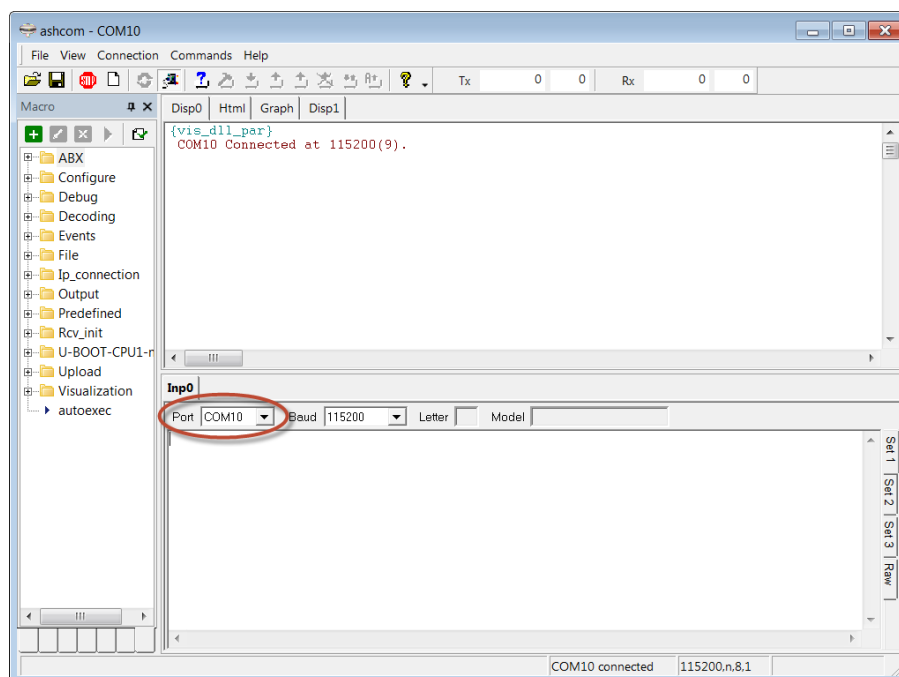 ashcom - COM10
File View Connection Commands Help
Tx 0 0 Rx 0 0
Macro
Disp0 Html Graph Disp1
{vis_dll_par}
COM10 Connected at 115200(9).
ABX
Configure
Debug
Decoding
Events
File
Ip_connection
Output
Predefined
Rcv_init
U-BOOT-CPU1-r
Upload
Visualization
autoexec
Inp0
Port COM10 Baud 115200 Letter Model
Set 1
Set 2
Set 3
Raw
COM10 connected 115200,n,8,1